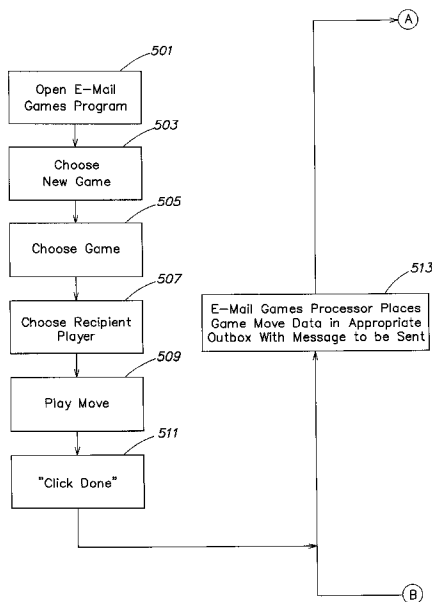 A
501
Open E-Mail
Games Program
503
Choose
New Game
505
Choose Game
507
Choose Recipient
Player
509
Play Move
511
"Click Done"
513
E-Mail Games Processor Places
Game Move Data in Appropriate
Outbox With Message to be Sent
B